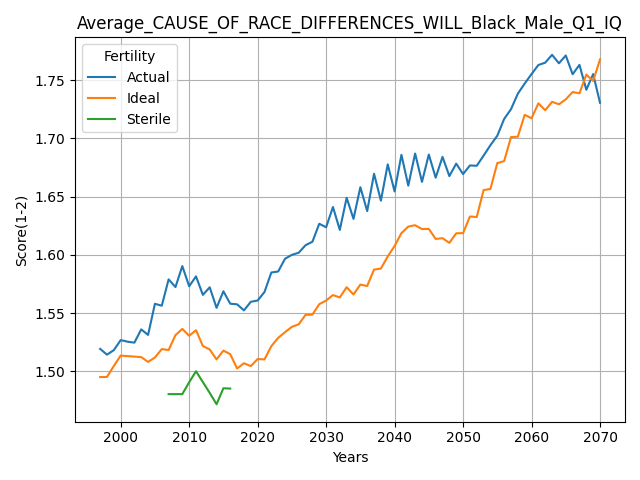 Average_CAUSE_OF_RACE_DIFFERENCES_WILL_Black_Male_Q1_IQ
Fertility
Actual
Ideal
Sterile
1.75
1.70
1.65
1.60
1.55
1.50
Score(1-2)
2000 2010 2020 2030 2040 2050 2060 2070
Years